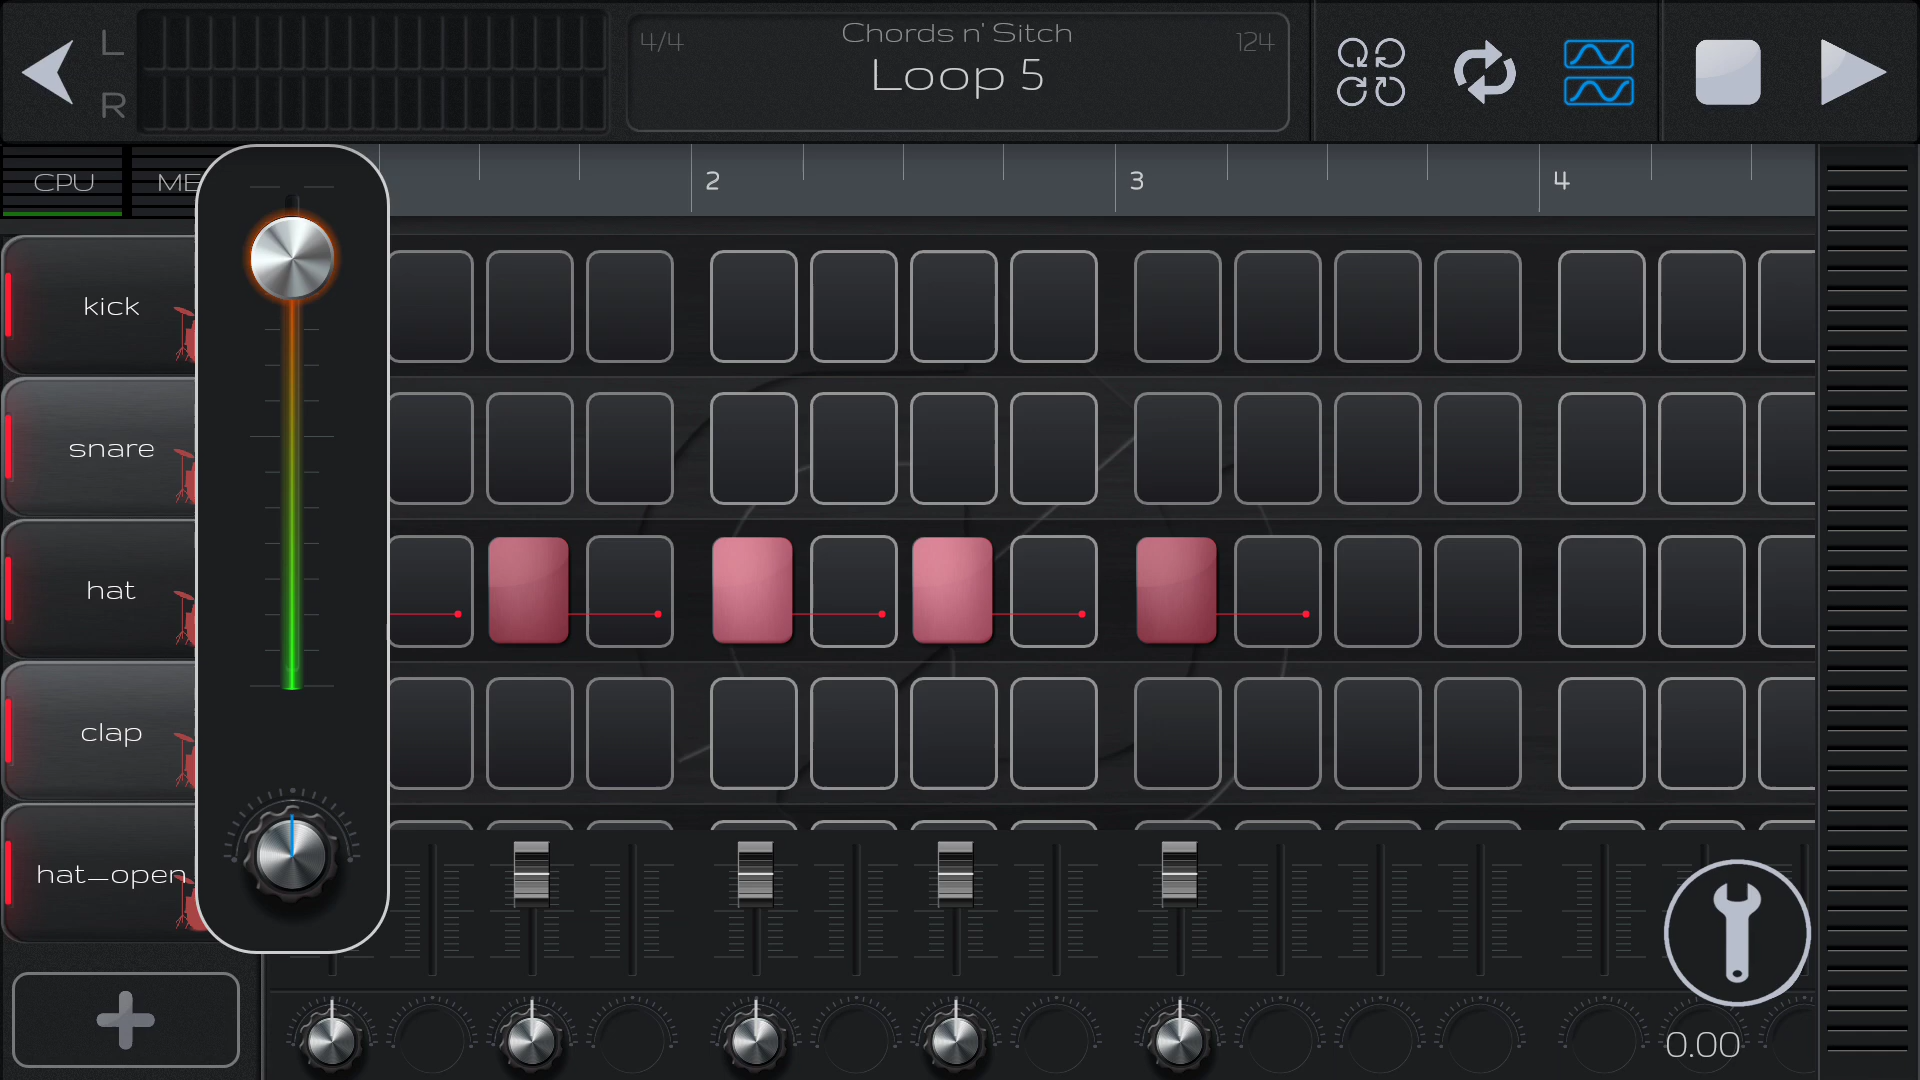 L
R
4/4
Chords n' Sitch
124
Loop 5
CPU
ME
2
3
4
kick
snare
hat
clap
hat_open
0.00